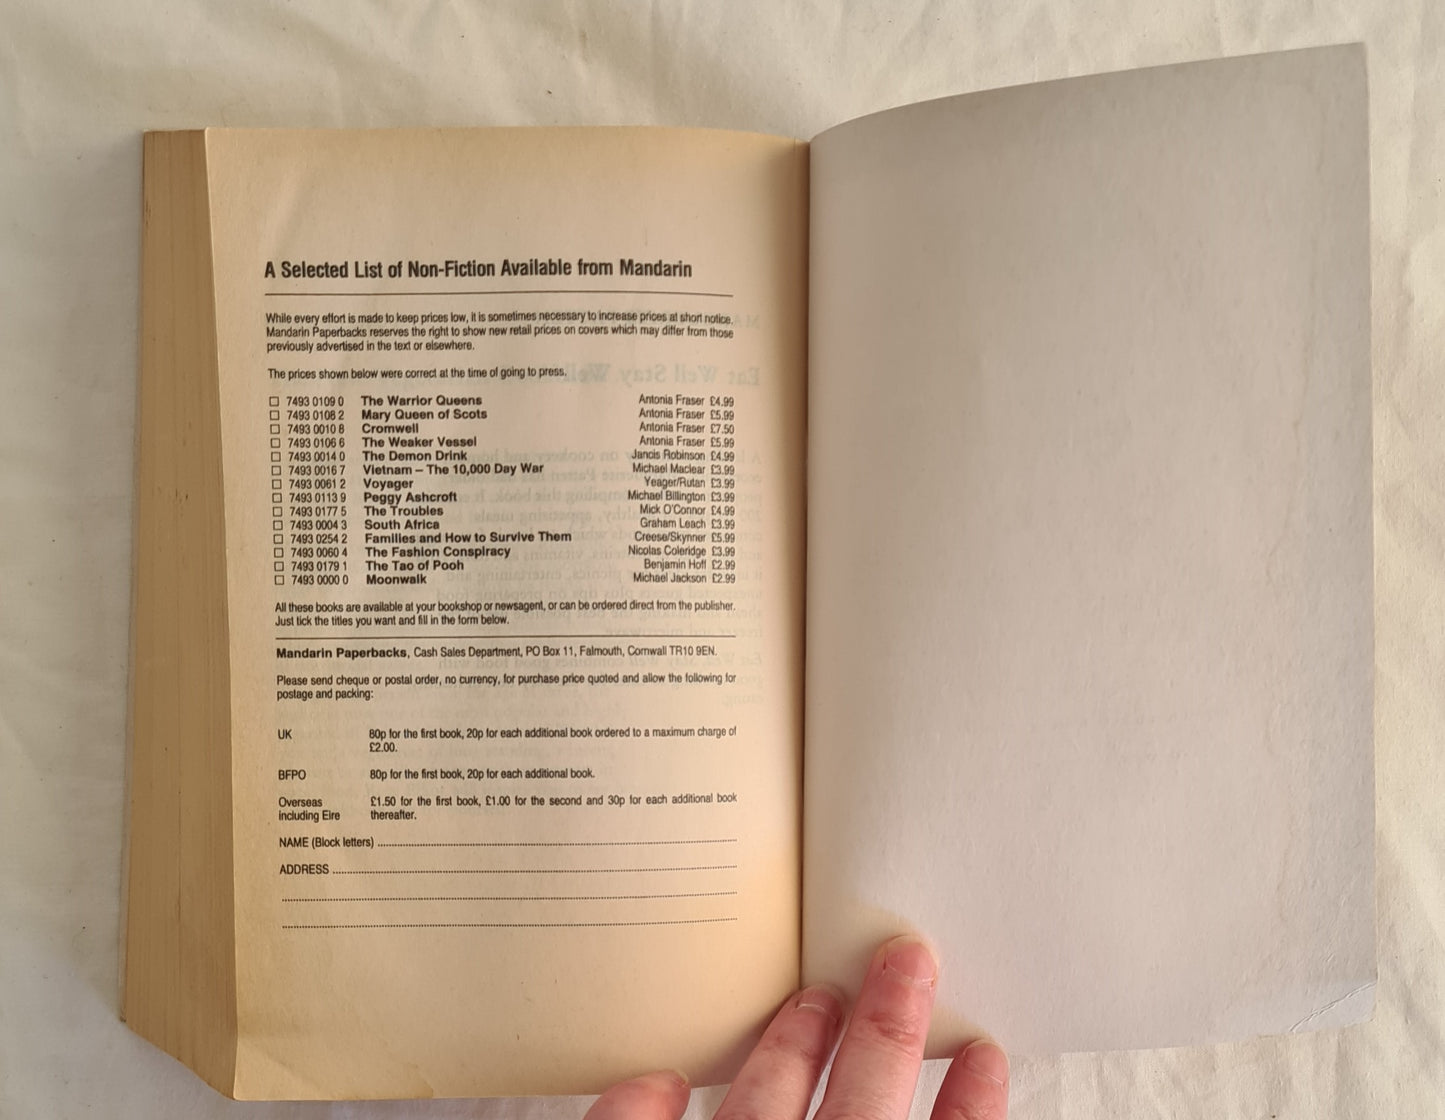 A Selected List of Non-Fiction Available from Mandarin
While every effort is made to keep prices low, it is sometimes necessary to increase prices at short notice.
Mandarin Paperbacks reserves the right to show new retail prices on covers which may differ from those
previously advertised in the text or elsewhere.
The prices shown below were correct at the time of going to press.
☐ 7493 0109 0 The Warrior Queens Antonia Fraser £4.99
☐ 7493 0108 2 Mary Queen of Scots Antonia Fraser £5.99
☐ 7493 0010 8 Cromwell Antonia Fraser £7.50
☐ 7493 0106 6 The Weaker Vessel Antonia Fraser £5.99
☐ 7493 0014 0 The Demon Drink Jancis Robinson £4.99
☐ 7493 0016 7 Vietnam – The 10,000 Day War Michael Maclear £3.99
☐ 7493 0061 2 Voyager Yeager/Rutan £3.99
☐ 7493 0113 9 Peggy Ashcroft Michael Billington £3.99
☐ 7493 0177 5 The Troubles Mick O'Connor £4.99
☐ 7493 0004 3 South Africa Graham Leach £3.99
☐ 7493 0254 2 Families and How to Survive Them Creese/Skynner £5.99
☐ 7493 0060 4 The Fashion Conspiracy Nicolas Coleridge £3.99
☐ 7493 0179 1 The Tao of Pooh Benjamin Hoff £2.99
☐ 7493 0000 0 Moonwalk Michael Jackson £2.99
All these books are available at your bookshop or newsagent, or can be ordered direct from the publisher.
Just tick the titles you want and fill in the form below.
Mandarin Paperbacks, Cash Sales Department, PO Box 11, Falmouth, Cornwall TR10 9EN.
Please send cheque or postal order, no currency, for purchase price quoted and allow the following for
postage and packing:
UK 80p for the first book, 20p for each additional book ordered to a maximum charge of
£2.00.
BFPO 80p for the first book, 20p for each additional book.
Overseas £1.50 for the first book, £1.00 for the second and 30p for each additional book
including Eire thereafter.
NAME (Block letters)
ADDRESS